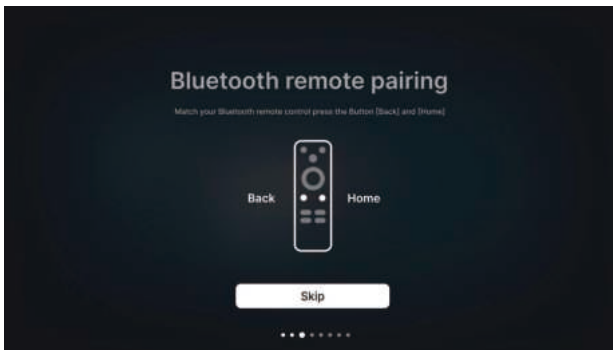 Bluetooth remote pairing
Match your Bluetooth remote control press the Button [Back] and [Home]
Back
Home
Skip